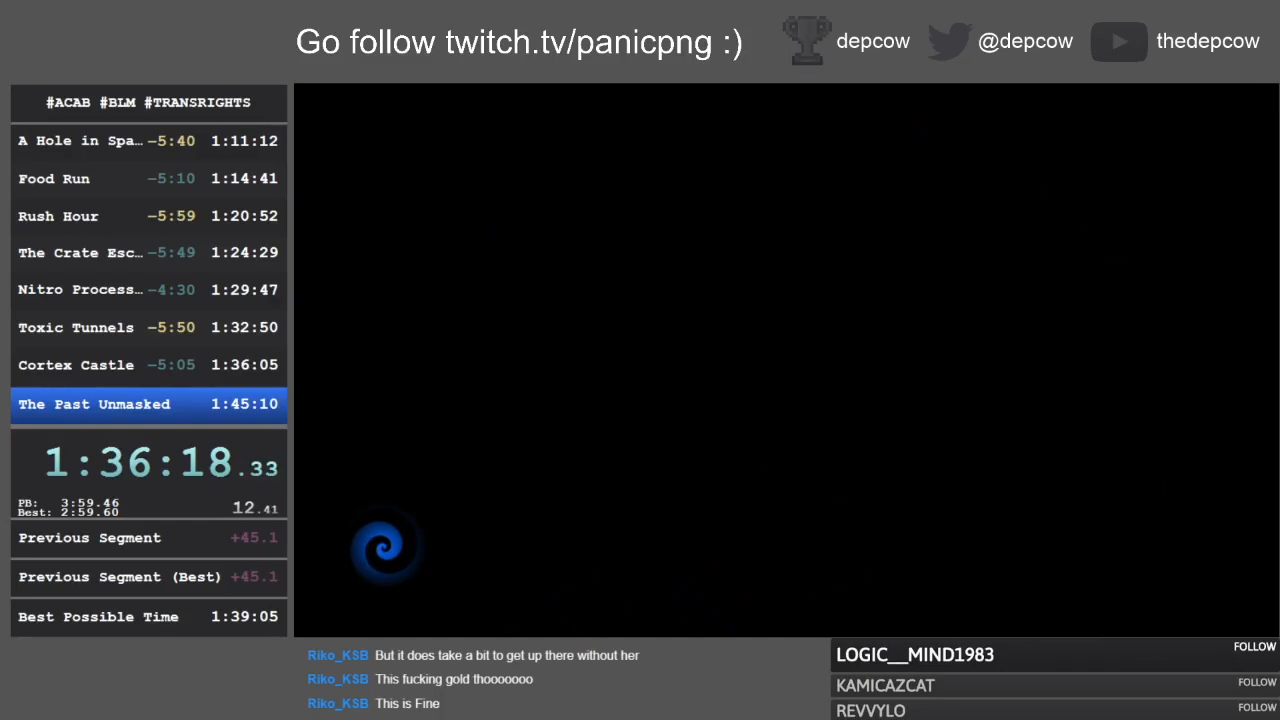 Go follow twitch.tv/panicpng :)
depcow
@depcow
thedepcow
#ACAB #BLM #TRANSRIGHTS
A Hole in Spa… -5:40 1:11:12
Food Run -5:10 1:14:41
Rush Hour -5:59 1:20:52
The Crate Esc… -5:49 1:24:29
Nitro Process… -4:30 1:29:47
Toxic Tunnels -5:50 1:32:50
Cortex Castle -5:05 1:36:05
The Past Unmasked 1:45:10
1:36:18.33
PB: 3:59.46
Best: 2:59.60 12.41
Previous Segment +45.1
Previous Segment (Best) +45.1
Best Possible Time 1:39:05
Riko_KSB But it does take a bit to get up there without her
Riko_KSB This fucking gold thooooooo
Riko_KSB This is Fine
LOGIC__MIND1983 FOLLOW
KAMICAZCAT FOLLOW
REVVYLO FOLLOW